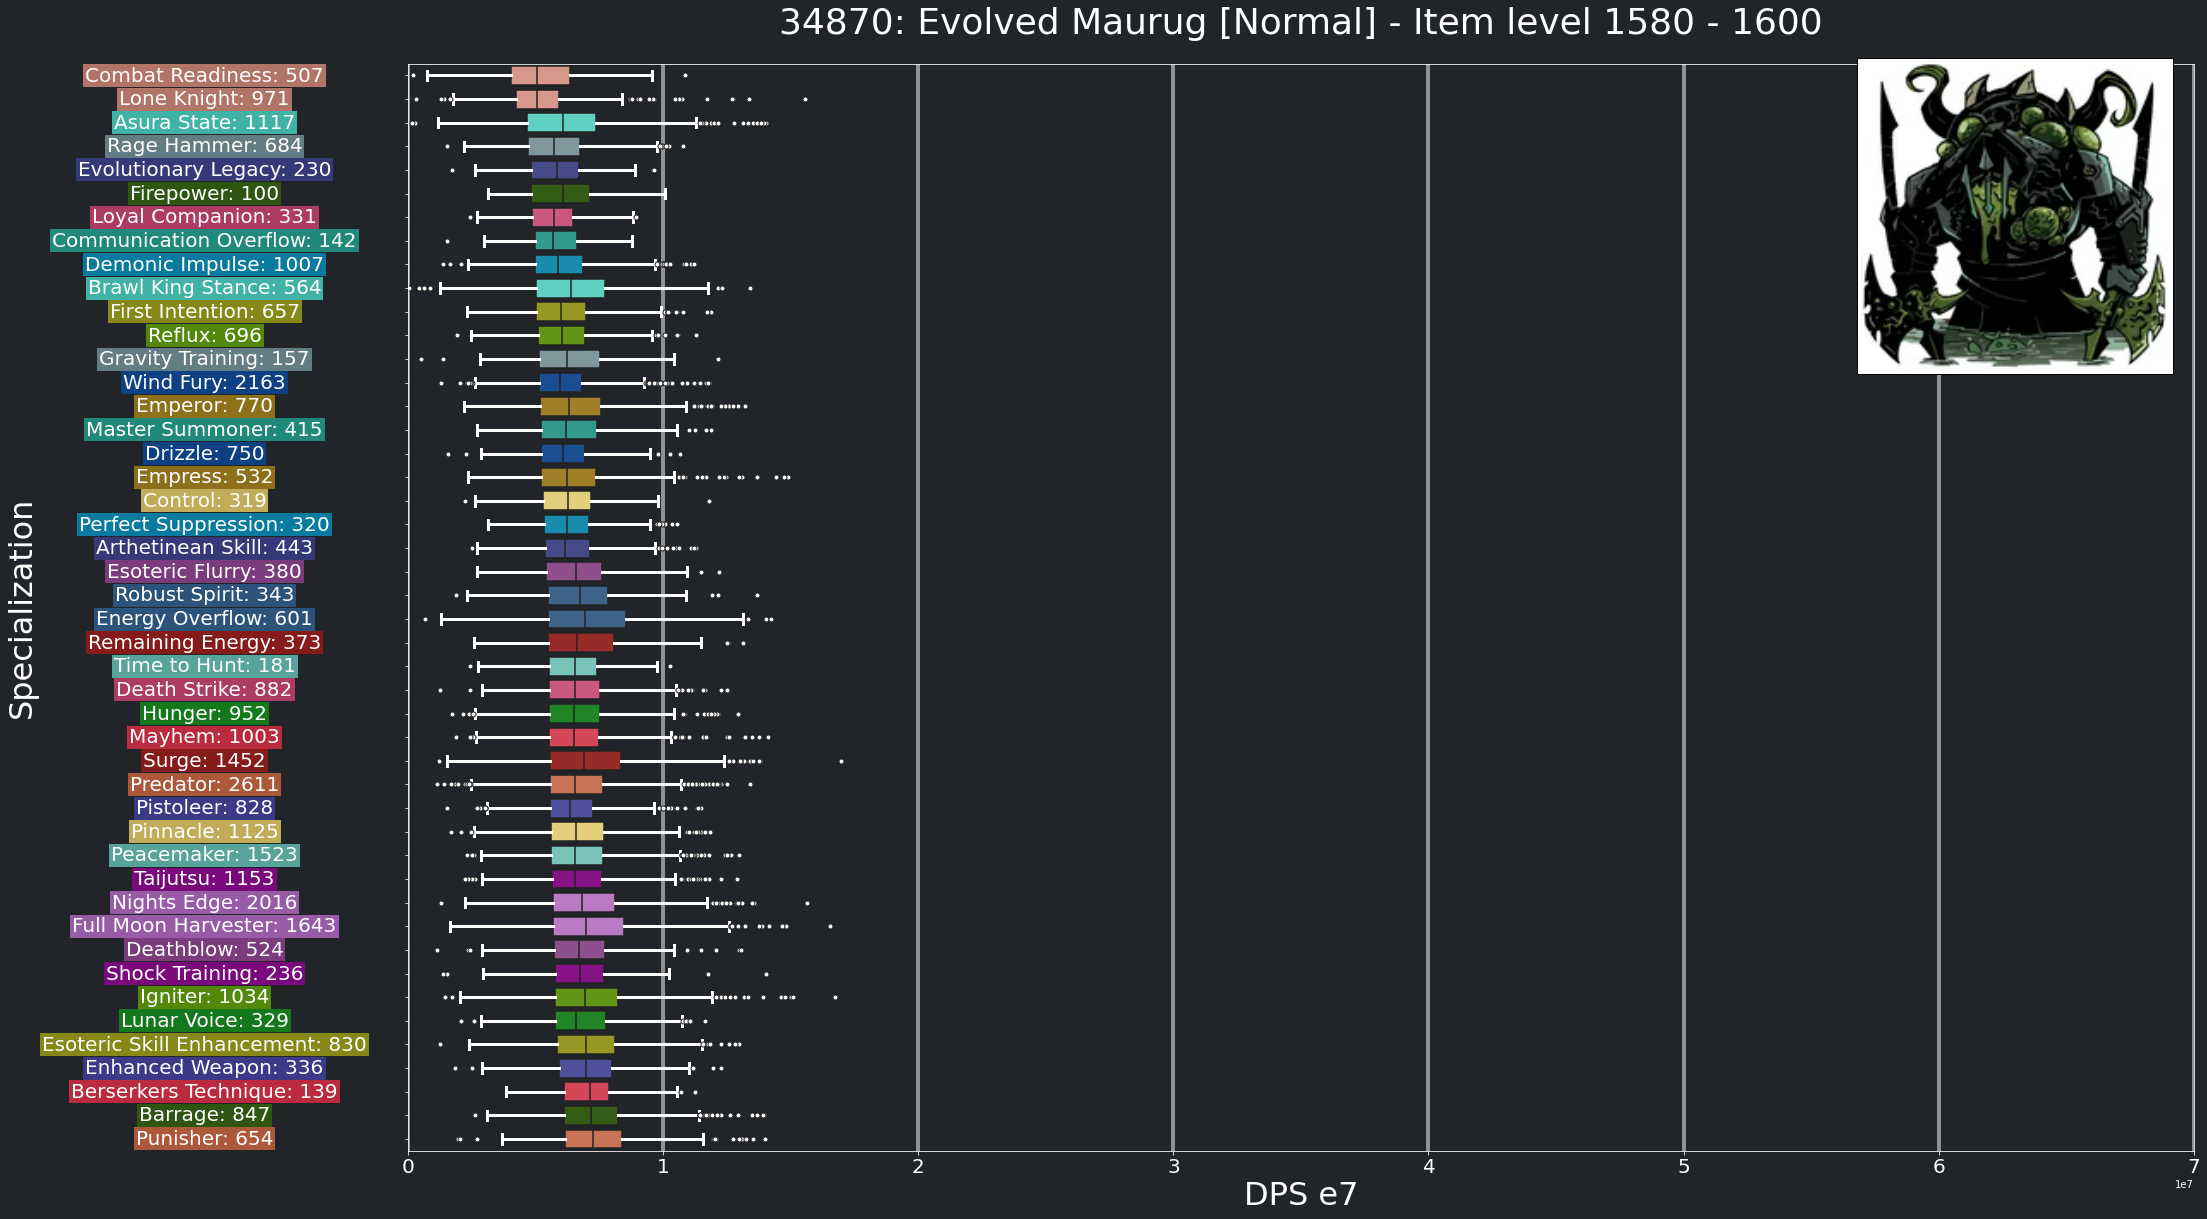 34870: Evolved Maurug [Normal] - Item level 1580 - 1600
Specialization
Combat Readiness: 507
Lone Knight: 971
Asura State: 1117
Rage Hammer: 684
Evolutionary Legacy: 230
Firepower: 100
Loyal Companion: 331
Communication Overflow: 142
Demonic Impulse: 1007
Brawl King Stance: 564
First Intention: 657
Reflux: 696
Gravity Training: 157
Wind Fury: 2163
Emperor: 770
Master Summoner: 415
Drizzle: 750
Empress: 532
Control: 319
Perfect Suppression: 320
Arthetinean Skill: 443
Esoteric Flurry: 380
Robust Spirit: 343
Energy Overflow: 601
Remaining Energy: 373
Time to Hunt: 181
Death Strike: 882
Hunger: 952
Mayhem: 1003
Surge: 1452
Predator: 2611
Pistoleer: 828
Pinnacle: 1125
Peacemaker: 1523
Taijutsu: 1153
Nights Edge: 2016
Full Moon Harvester: 1643
Deathblow: 524
Shock Training: 236
Igniter: 1034
Lunar Voice: 329
Esoteric Skill Enhancement: 830
Enhanced Weapon: 336
Berserkers Technique: 139
Barrage: 847
Punisher: 654
0 1 2 3 4 5 6 7
1e7
DPS e7